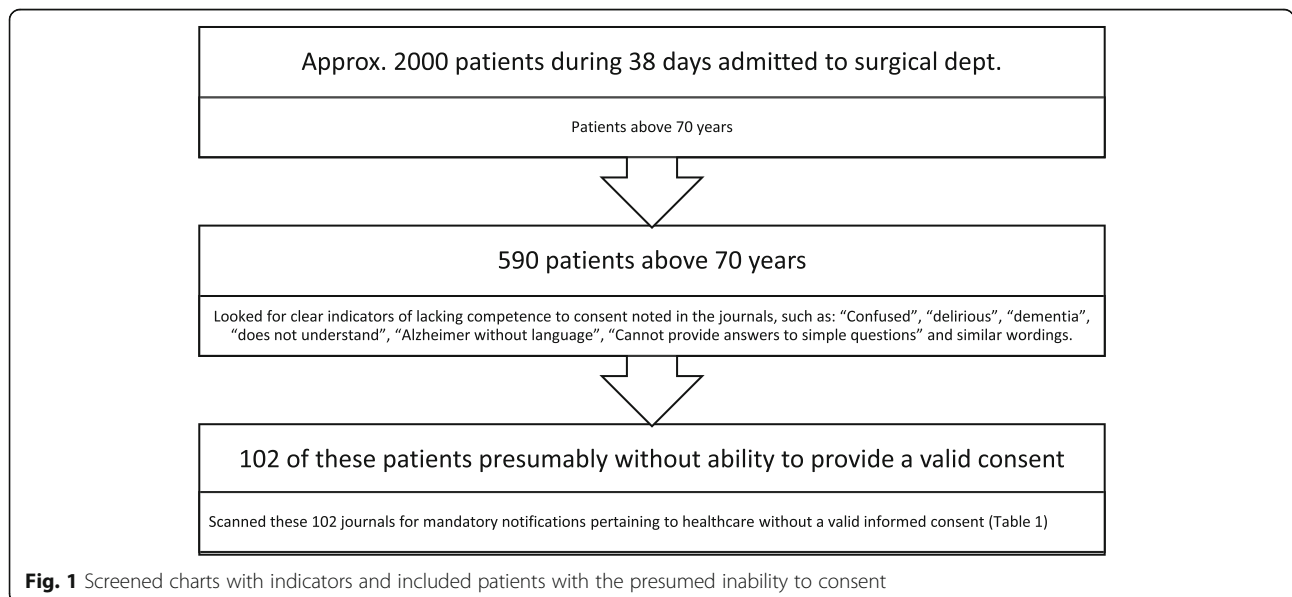 Approx. 2000 patients during 38 days admitted to surgical dept.
Patients above 70 years
590 patients above 70 years
Looked for clear indicators of lacking competence to consent noted in the journals, such as: “Confused”, “delirious”, “dementia”,
“does not understand”, “Alzheimer without language”, “Cannot provide answers to simple questions” and similar wordings.
102 of these patients presumably without ability to provide a valid consent
Scanned these 102 journals for mandatory notifications pertaining to healthcare without a valid informed consent (Table 1)
Fig. 1 Screened charts with indicators and included patients with the presumed inability to consent